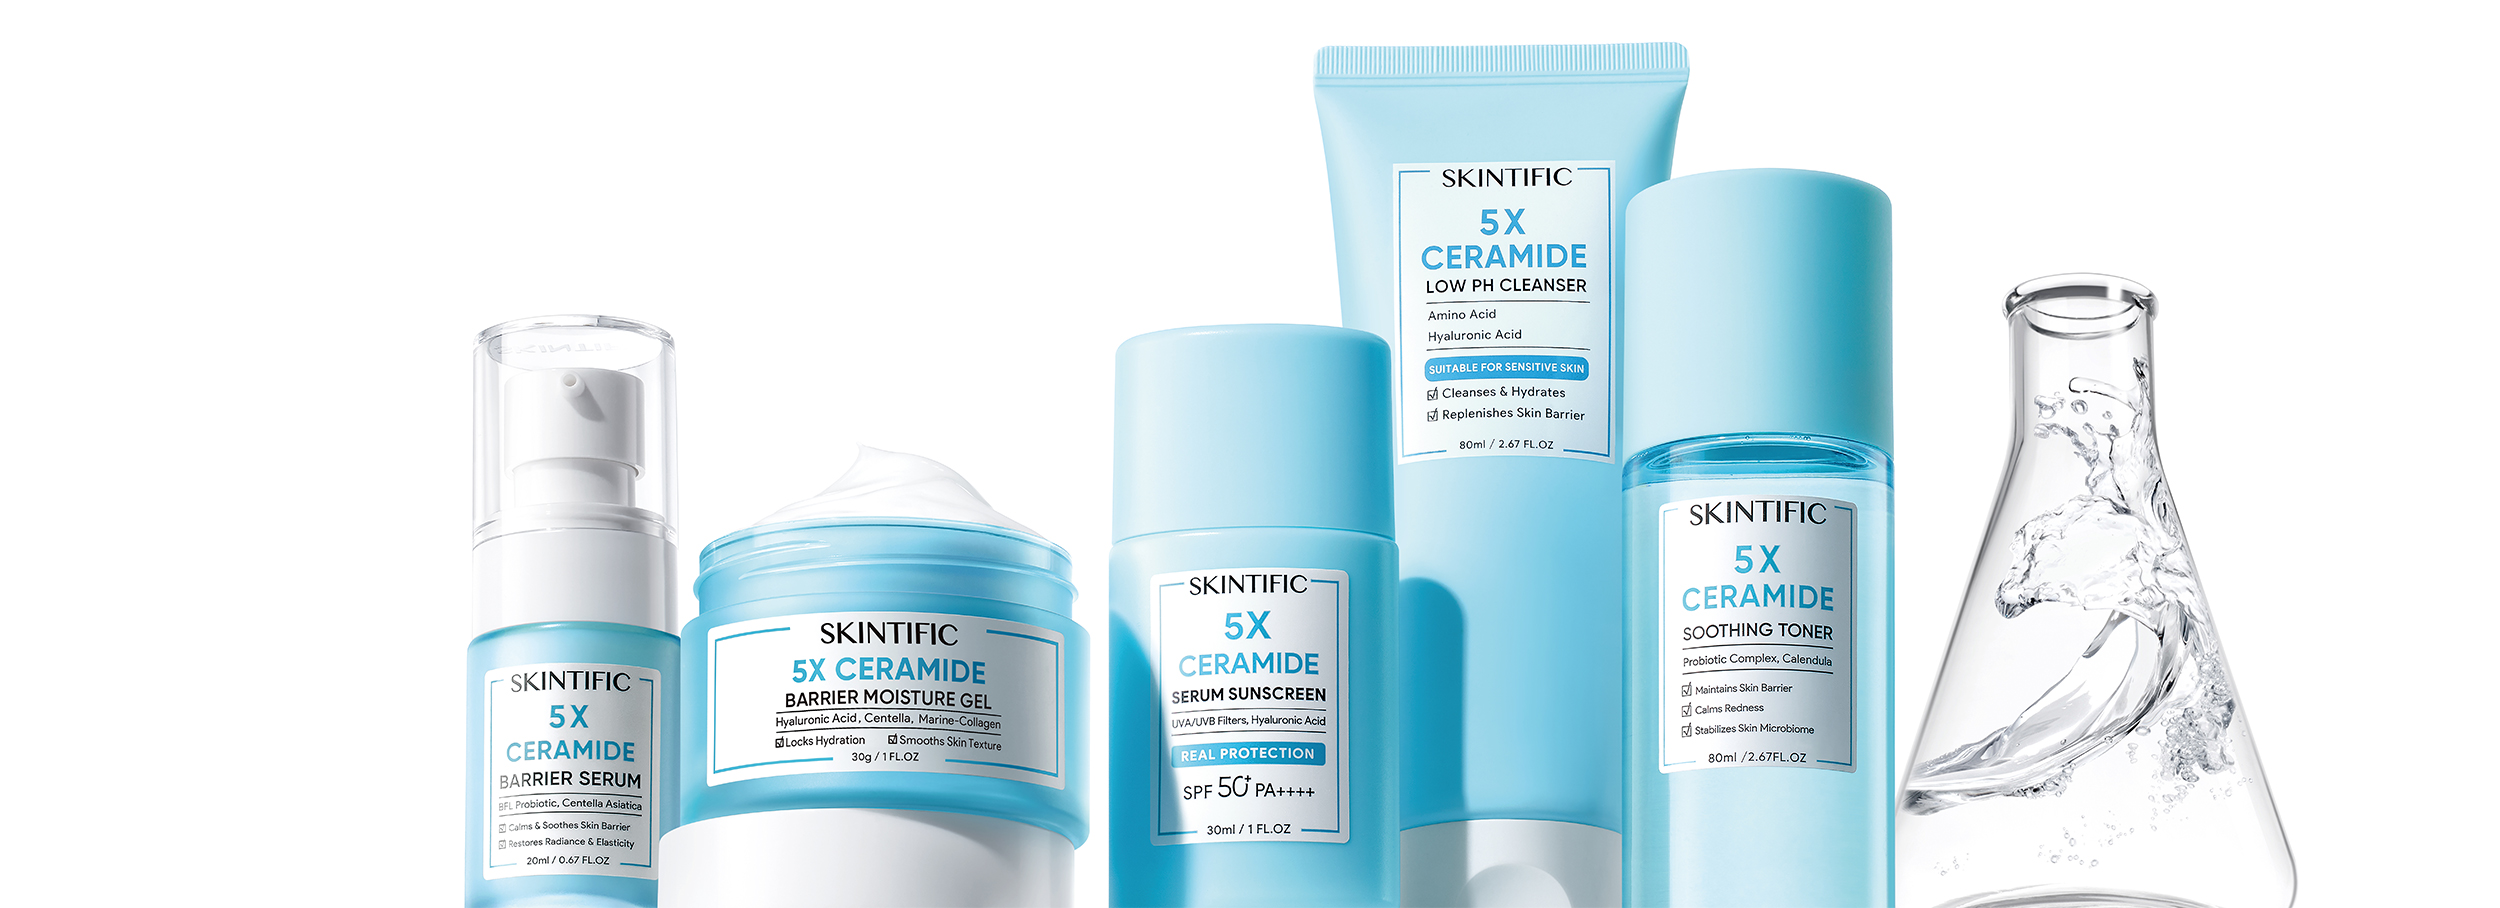 SKINTIFIC
5X
CERAMIDE
BARRIER SERUM
BFL Probiotic, Centella Asiatica
Calms & Soothes Skin Barrier
Restores Radiance & Elasticity
20ml / 0.67 FL.OZ
SKINTIFIC
5X CERAMIDE
BARRIER MOISTURE GEL
Hyaluronic Acid, Centella, Marine-Collagen
Locks Hydration Smooths Skin Texture
30g / 1 FL.OZ
SKINTIFIC
5X
CERAMIDE
SERUM SUNSCREEN
UVA/UVB Filters, Hyaluronic Acid
REAL PROTECTION
SPF 50+ PA++++
30ml / 1 FL.OZ
SKINTIFIC
5X
CERAMIDE
LOW PH CLEANSER
Amino Acid
Hyaluronic Acid
SUITABLE FOR SENSITIVE SKIN
Cleanses & Hydrates
Replenishes Skin Barrier
80ml / 2.67 FL.OZ
SKINTIFIC
5X
CERAMIDE
SOOTHING TONER
Probiotic Complex, Calendula
Maintains Skin Barrier
Calms Redness
Stabilizes Skin Microbiome
80ml /2.67FL.OZ